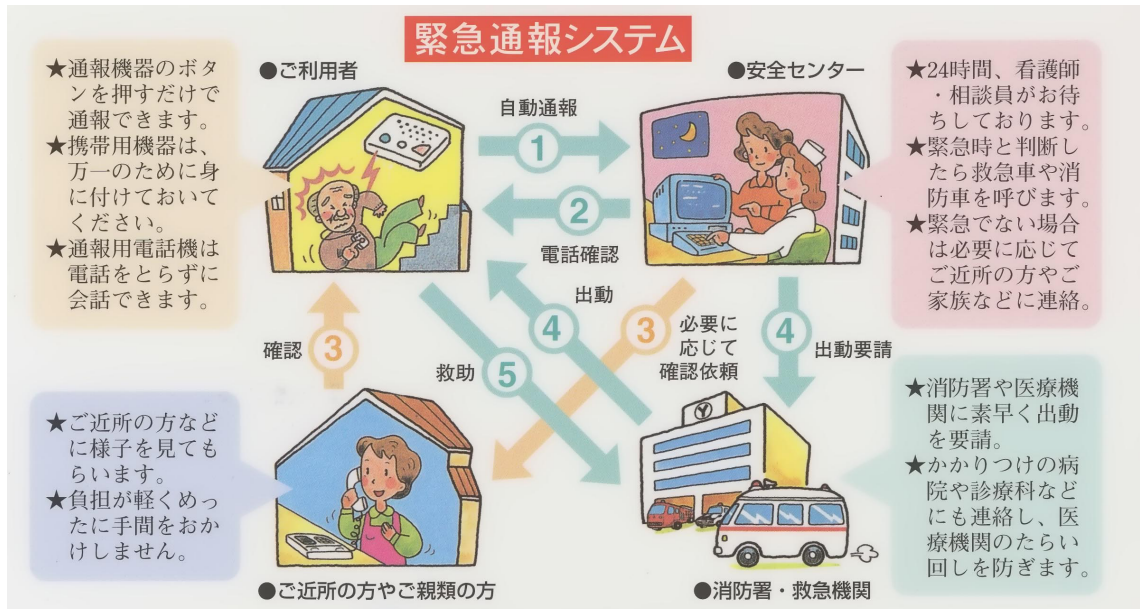 緊急通報システム
●ご利用者
●安全センター
★通報機器のボタ
ンを押すだけで
通報できます。
★携帯用機器は、
万一のために身
に付けておいて
ください。
★通報用電話機は
電話をとらずに
会話できます。
自動通報
1
2
電話確認
★24時間、看護師
・相談員がお待
ちしております。
★緊急時と判断し
たら救急車や消
防車を呼びます。
★緊急でない場合
は必要に応じて
ご近所の方やご
家族などに連絡。
確認
3
救助
5
出動
4
3
必要に
応じて
確認依頼
4
出動要請
★ご近所の方など
に様子を見ても
らいます。
★負担が軽くめっ
たに手間をおか
けしません。
Y
★消防署や医療機
関に素早く出動
を要請。
★かかりつけの病
院や診療科など
にも連絡し、医
療機関のたらい
回しを防ぎます。
●ご近所の方やご親類の方
●消防署・救急機関